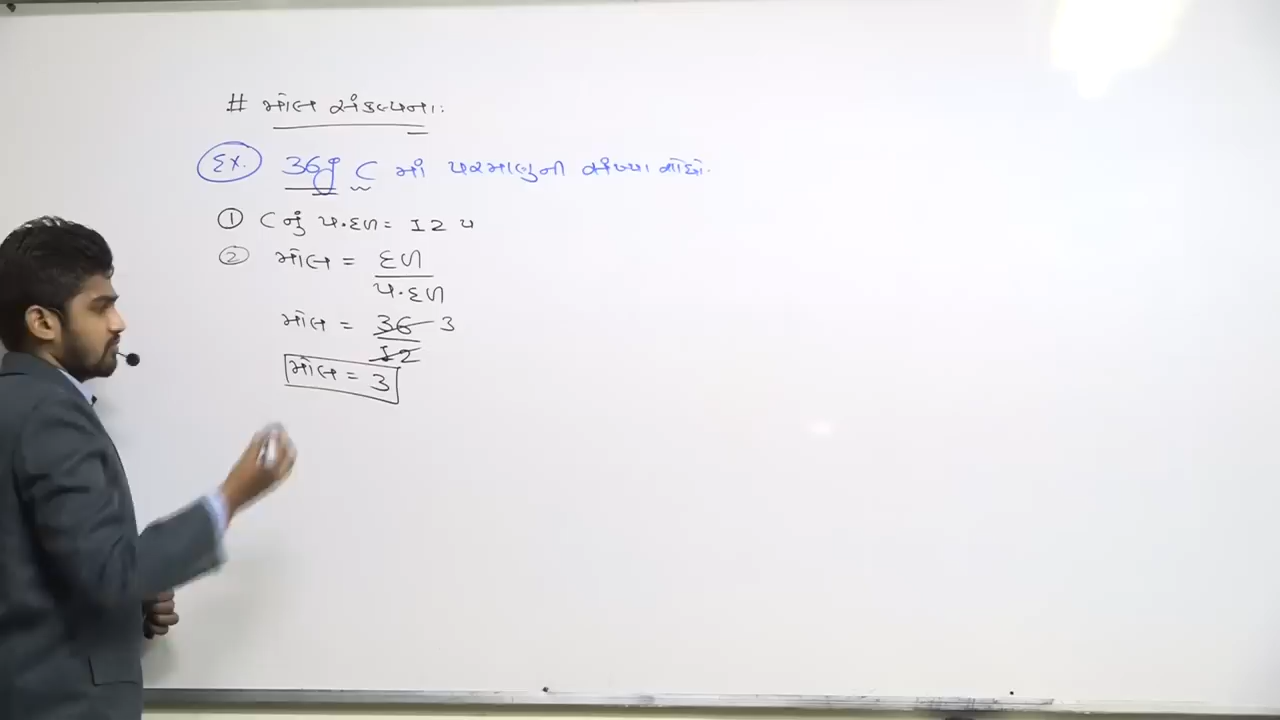 # મોલ સંકલ્પના:
Ex. 36g C માં પરમાણુની સંખ્યા શોધો.
① C નું પ.દળ = 12 u
② મોલ = દળ / પ.દળ
મોલ = 36 / 12 3
મોલ = 3